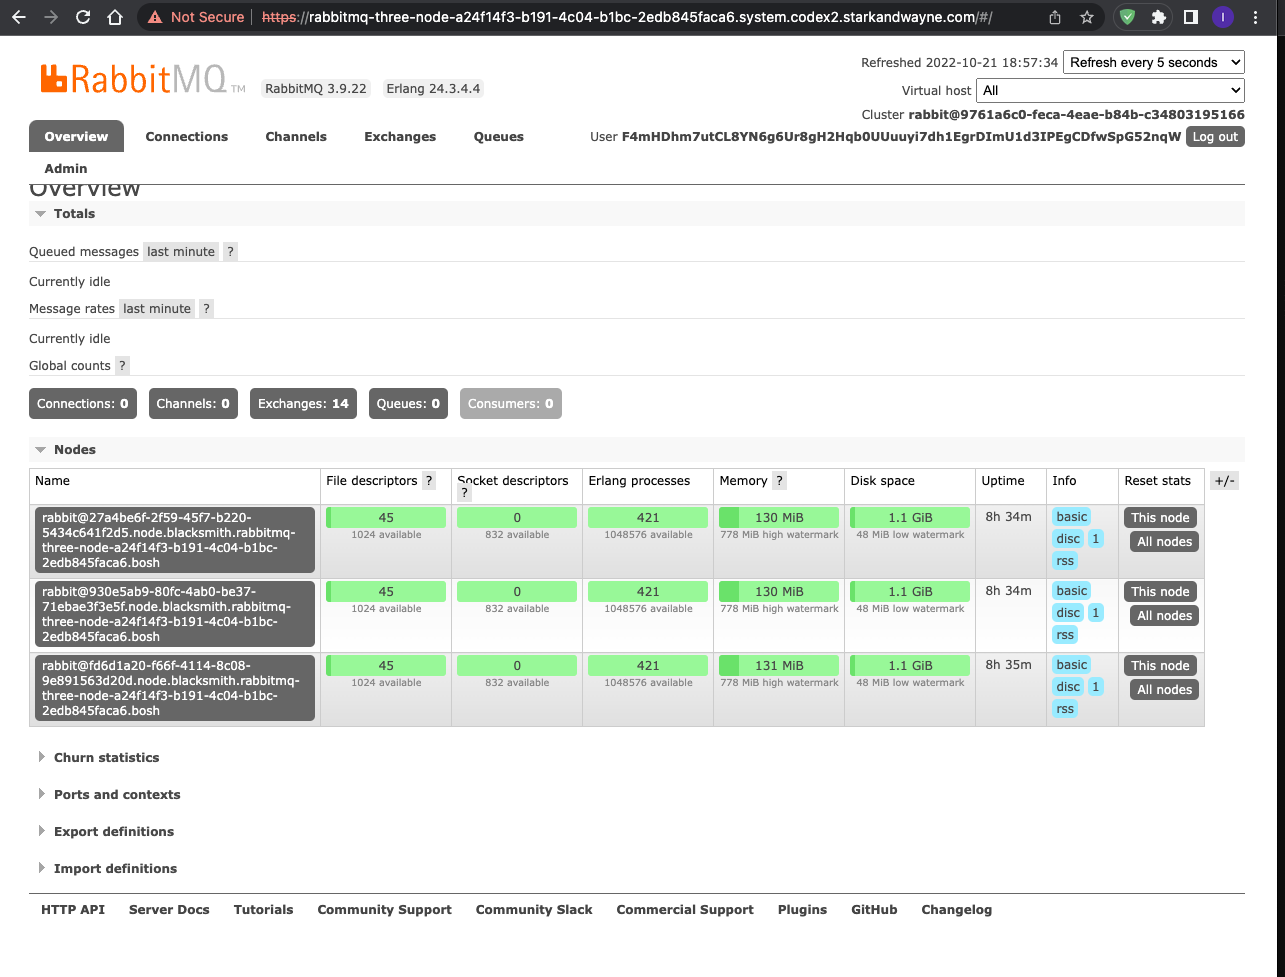 Not Secure | https://rabbitmq-three-node-a24f14f3-b191-4c04-b1bc-2edb845faca6.system.codex2.starkandwayne.com/#/
I
RabbitMQ TM RabbitMQ 3.9.22 Erlang 24.3.4.4
Refreshed 2022-10-21 18:57:34 Refresh every 5 seconds
Virtual host All
Cluster rabbit@9761a6c0-feca-4eae-b84b-c34803195166
User F4mHDhm7utCL8YN6g6Ur8gH2Hqb0UUuuyi7dh1EgrDImU1d3IPEgCDfwSpG52nqW Log out
Overview Connections Channels Exchanges Queues
Admin
Overview
Totals
Queued messages last minute ?
Currently idle
Message rates last minute ?
Currently idle
Global counts ?
Connections: 0 Channels: 0 Exchanges: 14 Queues: 0 Consumers: 0
Nodes
Name File descriptors ? Socket descriptors ? Erlang processes Memory ? Disk space Uptime Info Reset stats +/-
rabbit@27a4be6f-2f59-45f7-b220-
5434c641f2d5.node.blacksmith.rabbitmq-
three-node-a24f14f3-b191-4c04-b1bc-
2edb845faca6.bosh
45 0 421 130 MiB 1.1 GiB 8h 34m basic This node
1024 available 832 available 1048576 available 778 MiB high watermark 48 MiB low watermark disc 1 All nodes
rss
rabbit@930e5ab9-80fc-4ab0-be37-
71ebae3f3e5f.node.blacksmith.rabbitmq-
three-node-a24f14f3-b191-4c04-b1bc-
2edb845faca6.bosh
45 0 421 130 MiB 1.1 GiB 8h 34m basic This node
1024 available 832 available 1048576 available 778 MiB high watermark 48 MiB low watermark disc 1 All nodes
rss
rabbit@fd6d1a20-f66f-4114-8c08-
9e891563d20d.node.blacksmith.rabbitmq-
three-node-a24f14f3-b191-4c04-b1bc-
2edb845faca6.bosh
45 0 421 131 MiB 1.1 GiB 8h 35m basic This node
1024 available 832 available 1048576 available 778 MiB high watermark 48 MiB low watermark disc 1 All nodes
rss
Churn statistics
Ports and contexts
Export definitions
Import definitions
HTTP API Server Docs Tutorials Community Support Community Slack Commercial Support Plugins GitHub Changelog